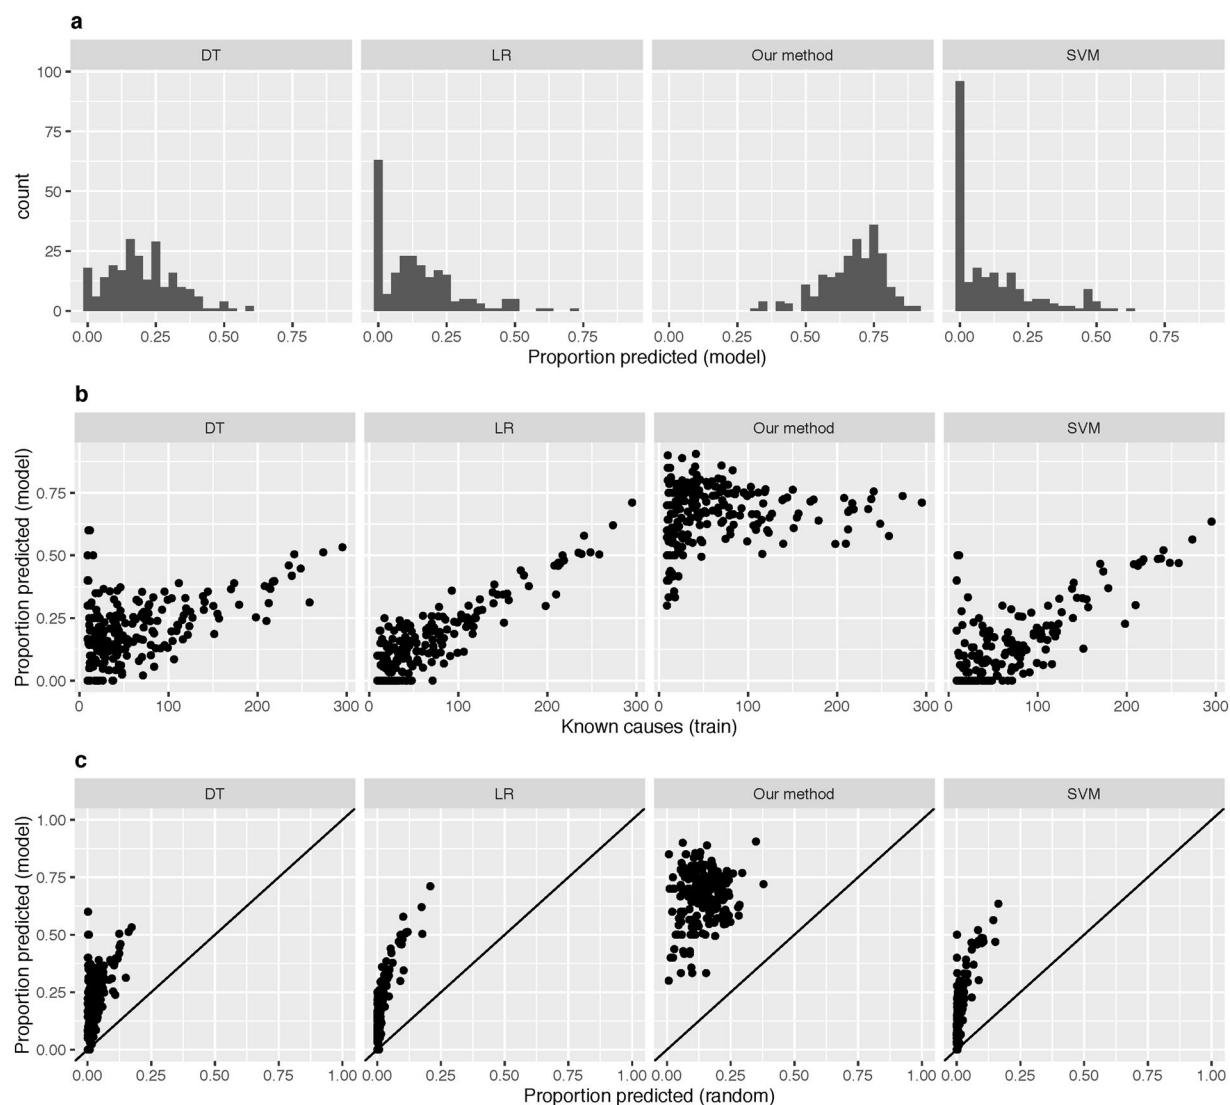 a
DT LR Our method SVM
100
75
50
25
0
count
0.00 0.25 0.50 0.75 0.00 0.25 0.50 0.75 0.00 0.25 0.50 0.75 0.00 0.25 0.50 0.75
Proportion predicted (model)
b
DT LR Our method SVM
0.75
0.50
0.25
0.00
Proportion predicted (model)
0 100 200 300 0 100 200 300 0 100 200 300 0 100 200 300
Known causes (train)
c
DT LR Our method SVM
1.00
0.75
0.50
0.25
0.00
Proportion predicted (model)
0.00 0.25 0.50 0.75 1.00 0.00 0.25 0.50 0.75 1.00 0.00 0.25 0.50 0.75 1.00 0.00 0.25 0.50 0.75 1.00
Proportion predicted (random)